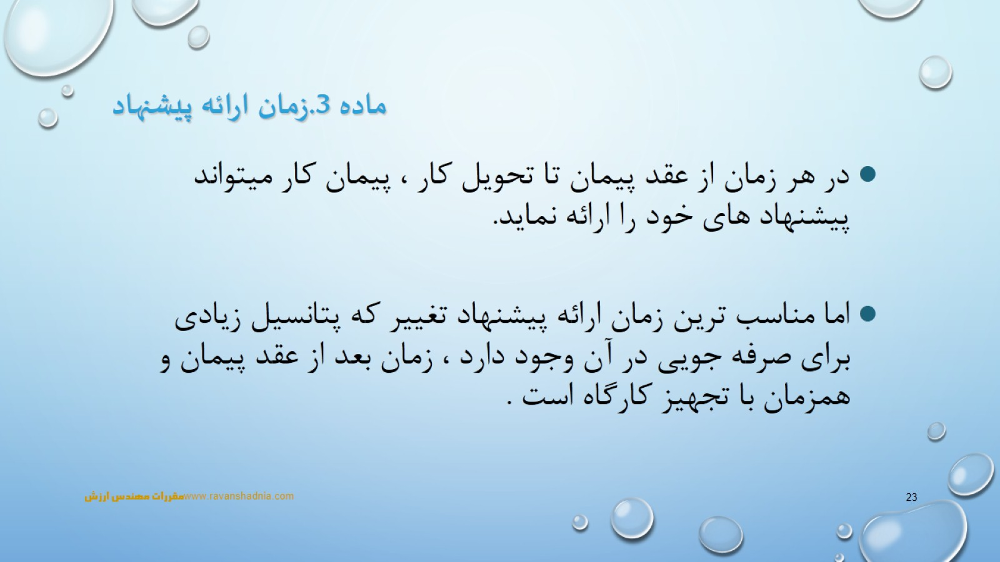 ماده 3.زمان ارائه پیشنهاد
در هر زمان از عقد پیمان تا تحویل کار ، پیمان کار میتواند
پیشنهاد های خود را ارائه نماید.
اما مناسب ترین زمان ارائه پیشنهاد تغییر که پتانسیل زیادی
برای صرفه جویی در آن وجود دارد ، زمان بعد از عقد پیمان و
همزمان با تجهیز کارگاه است .
مقررات مهندس ارزش www.ravanshadnia.com
23